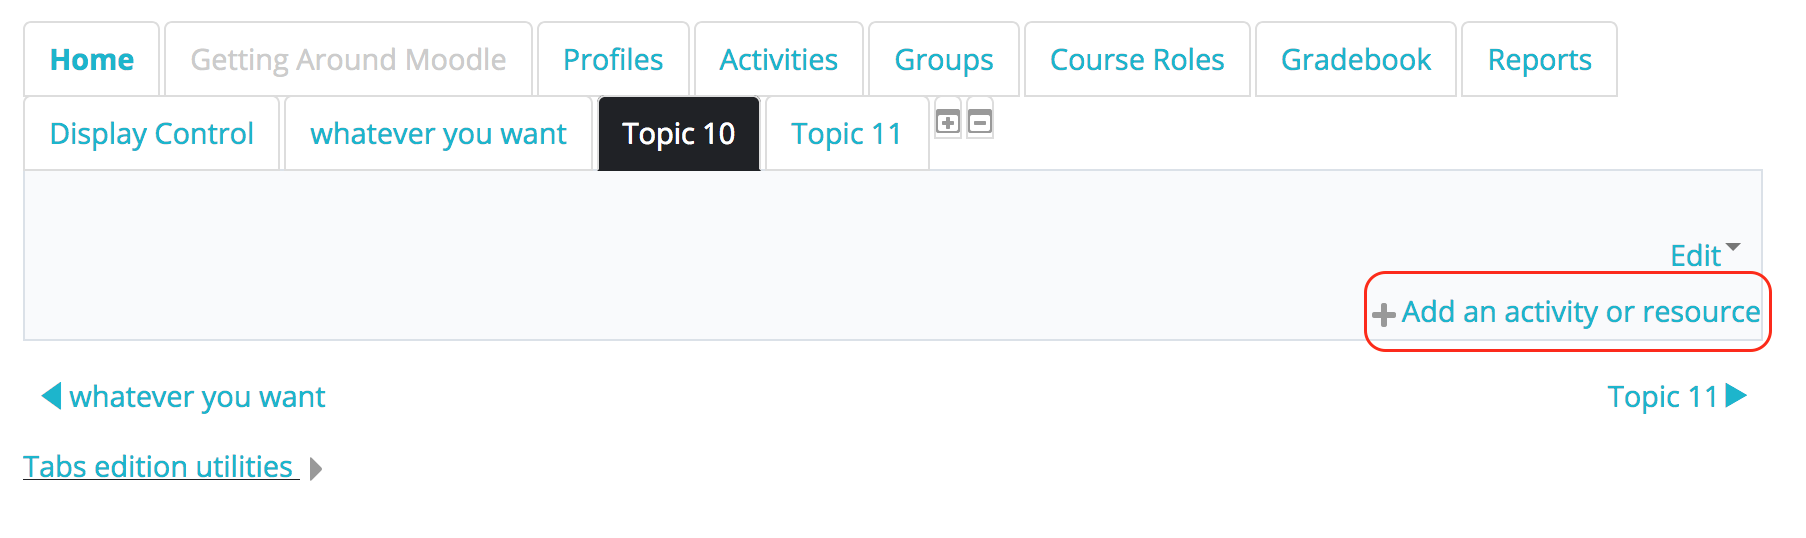 Home Getting Around Moodle Profiles Activities Groups Course Roles Gradebook Reports
Display Control whatever you want Topic 10 Topic 11
Edit
Add an activity or resource
whatever you want Topic 11
Tabs edition utilities